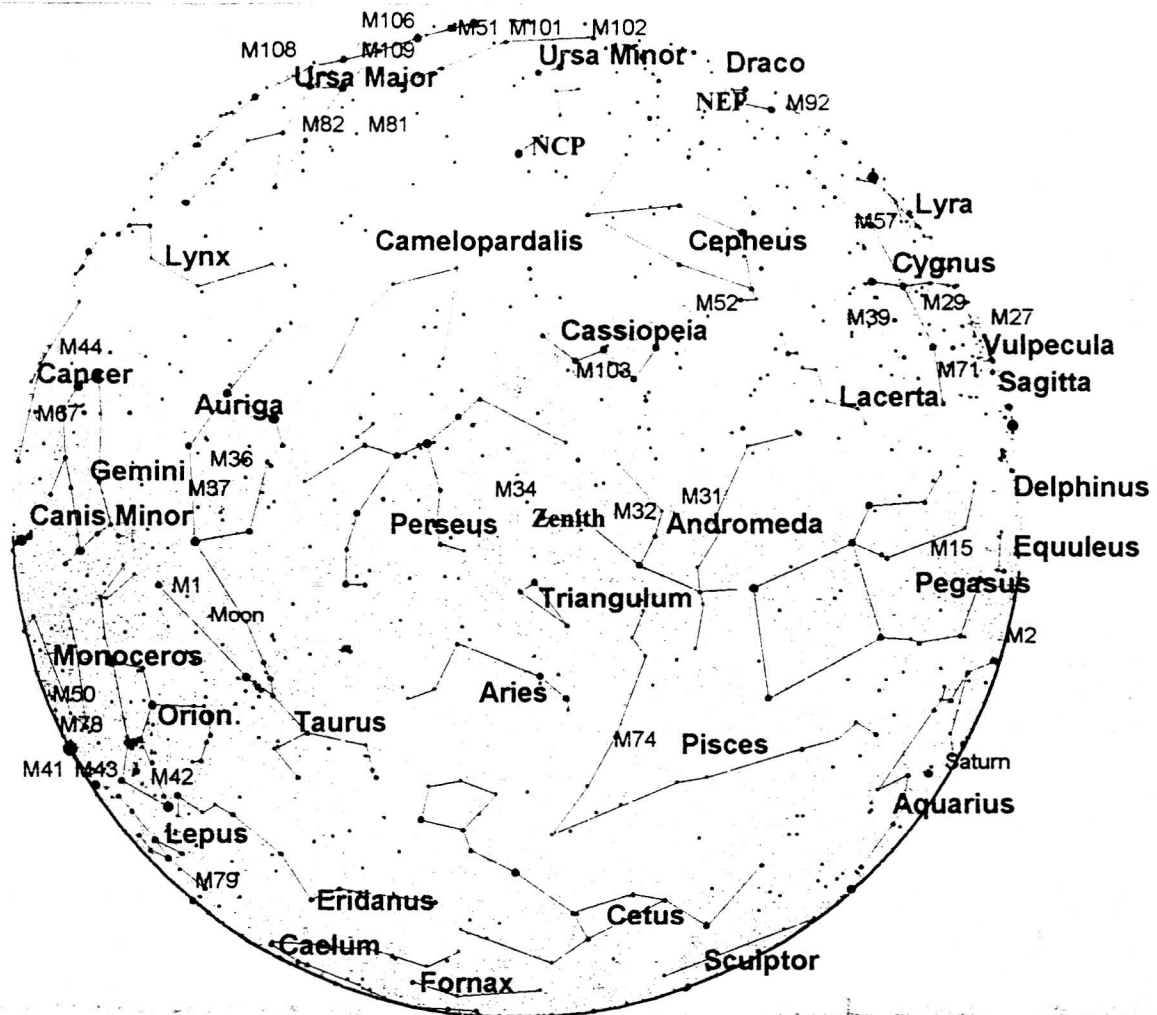 M106 M51 M101 M102
M108 M109 Ursa Minor Draco
Ursa Major
NEP M92
M82 M81
NCP
M57 Lyra
Lynx Camelopardalis Cepheus Cygnus
M52 M39 M29 M27
M44 Cassiopeia Vulpecula
Cancer M103 M71
Sagitta
M67 Auriga Lacerta
M36
Gemini M37 M34 M31 Delphinus
Canis Minor Perseus Zenith M32 Andromeda
M15 Equuleus
M1 Triangulum Pegasus
Moon
M2
Monoceros
M50 Aries
M78 Orion Taurus M74 Pisces
M41 M43 M42 Saturn
Lepus Aquarius
M79
Eridanus Cetus
Caelum Sculptor
Fornax